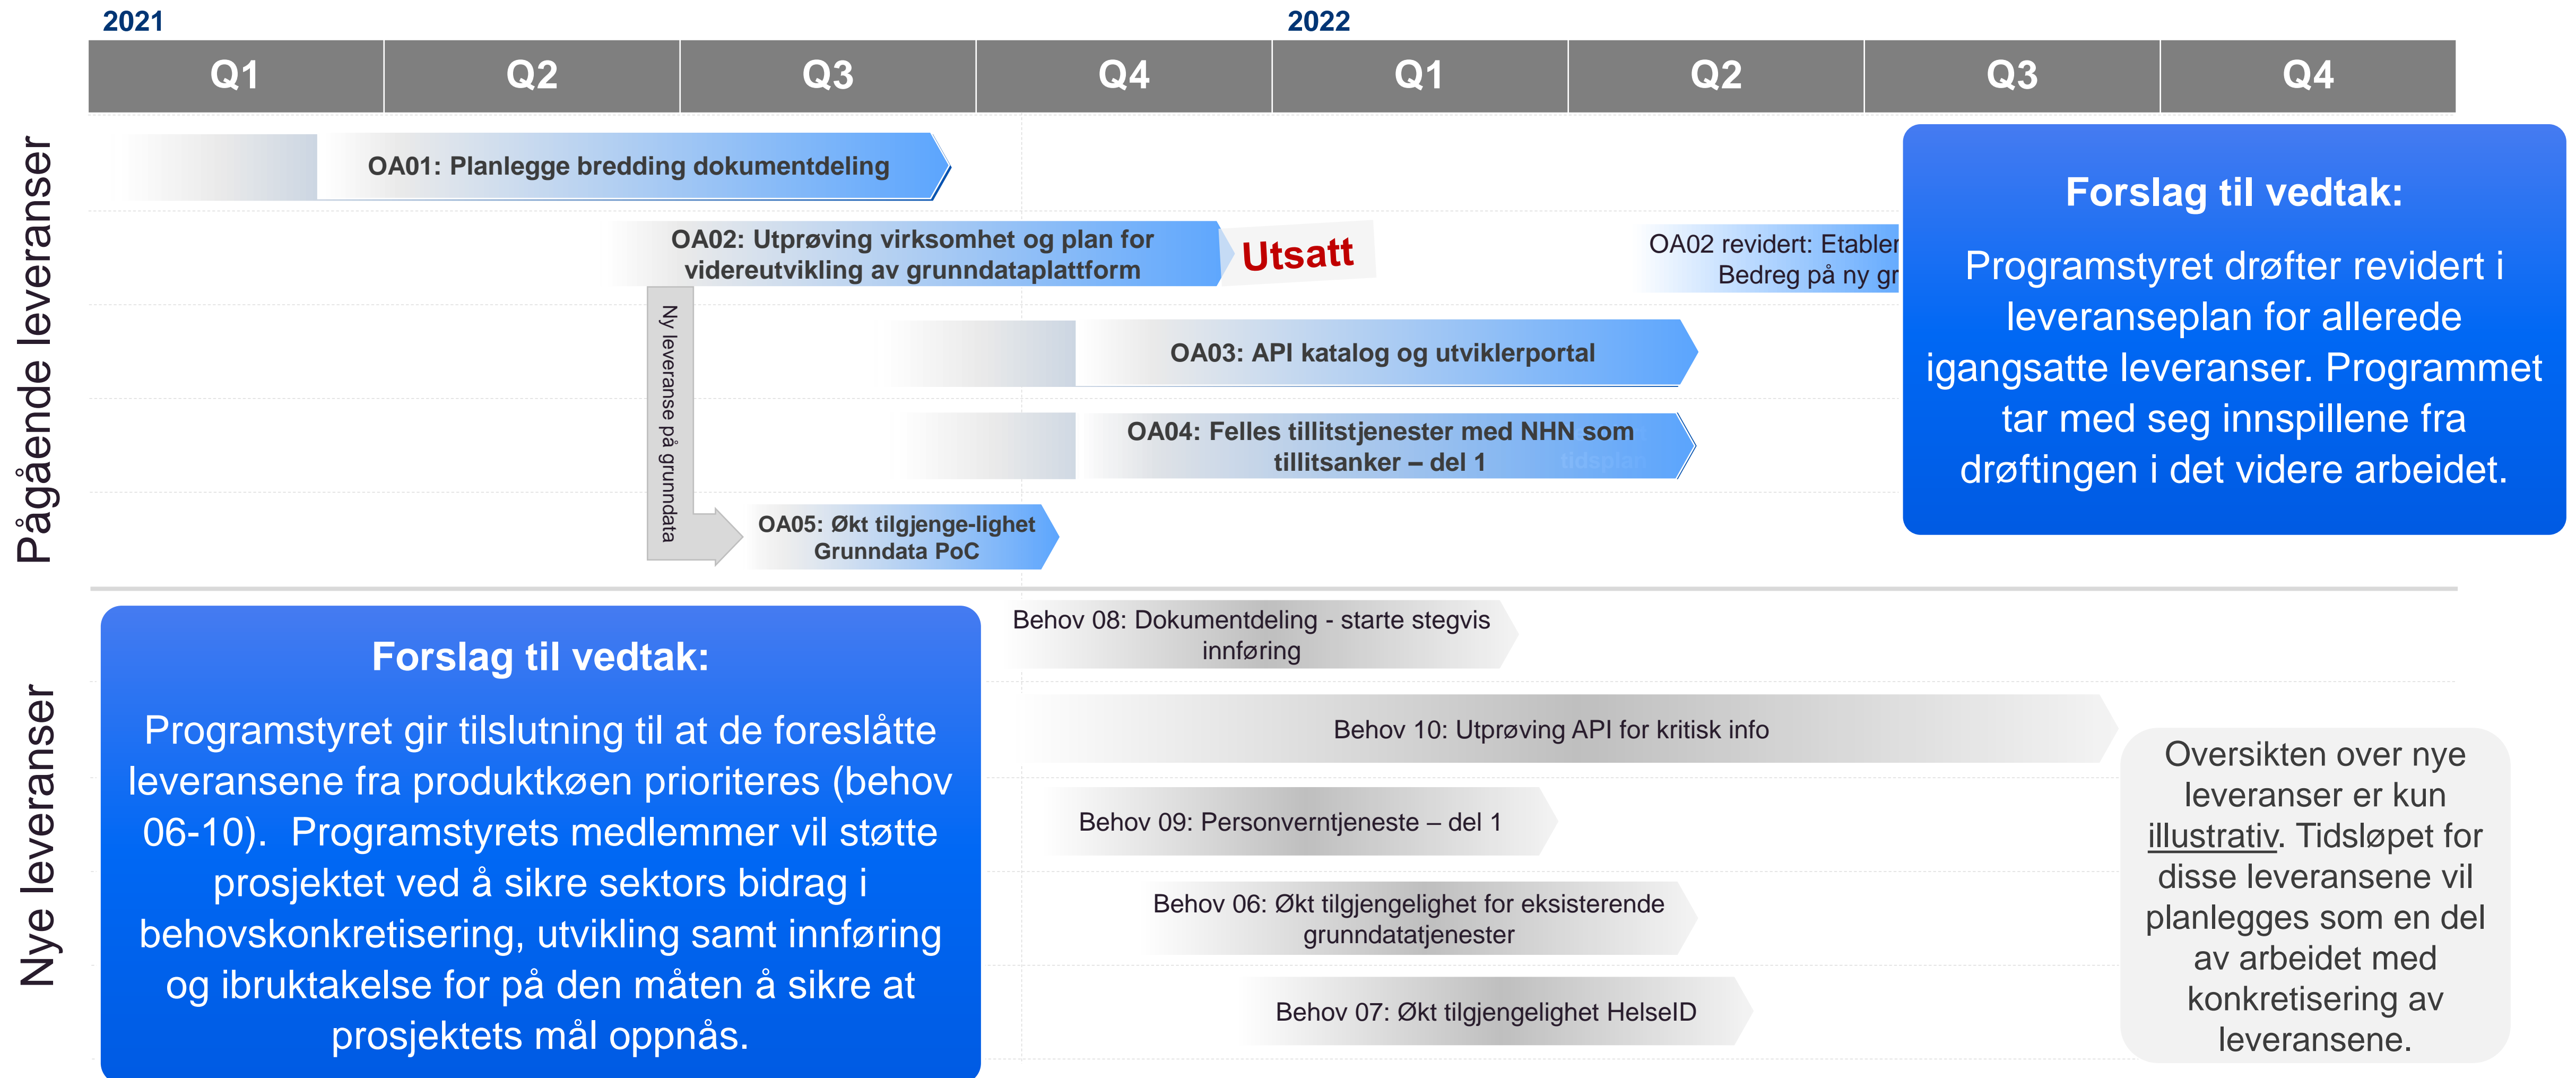 2021
2022
Q1
Q2
Q3
Q4
Q1
Q2
Q3
Q4
Pågående leveranser
OA01: Planlegge bredding dokumentdeling
OA02: Utprøving virksomhet og plan for
videreutvikling av grunndataplattform
Utsatt
OA02 revidert: Etabler
Bedreg på ny gr
Ny leveranse på grunndata
OA03: API katalog og utviklerportal
OA04: Felles tillitstjenester med NHN som
tillitsanker – del 1
tidsplan
OA05: Økt tilgjenge-lighet
Grunndata PoC
Forslag til vedtak:
Programstyret drøfter revidert i
leveranseplan for allerede
igangsatte leveranser. Programmet
tar med seg innspillene fra
drøftingen i det videre arbeidet.
Nye leveranser
Forslag til vedtak:
Programstyret gir tilslutning til at de foreslåtte
leveransene fra produktkøen prioriteres (behov
06-10).  Programstyrets medlemmer vil støtte
prosjektet ved å sikre sektors bidrag i
behovskonkretisering, utvikling samt innføring
og ibruktakelse for på den måten å sikre at
prosjektets mål oppnås.
Behov 08: Dokumentdeling - starte stegvis
innføring
Behov 10: Utprøving API for kritisk info
Behov 09: Personverntjeneste – del 1
Behov 06: Økt tilgjengelighet for eksisterende
grunndatatjenester
Behov 07: Økt tilgjengelighet HelseID
Oversikten over nye
leveranser er kun
illustrativ. Tidsløpet for
disse leveransene vil
planlegges som en del
av arbeidet med
konkretisering av
leveransene.